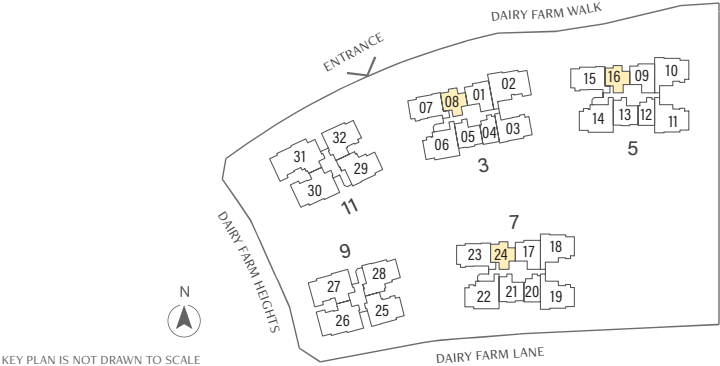 DAIRY FARM WALK
ENTRANCE
07 08 01 02
06 05 04 03
3
15 16 09 10
14 13 12 11
5
31 32
30 29
11
7
23 24 17 18
22 21 20 19
9
27 28
26 25
DAIRY FARM HEIGHTS
N
KEY PLAN IS NOT DRAWN TO SCALE
DAIRY FARM LANE